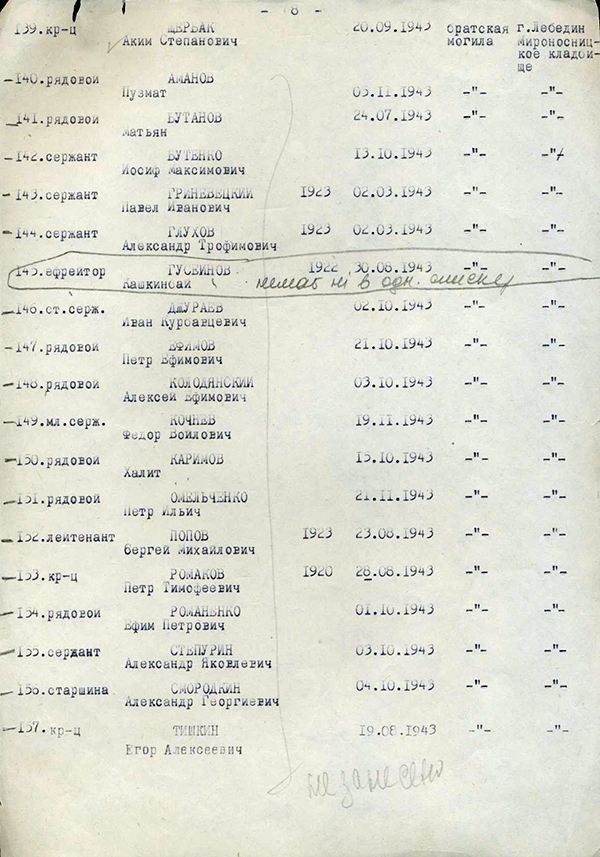 - 8 -
139.кр-ц ЩЕРБАК 20.09.1943 братская г.Лебедин
Аким Степанович могила мироносниц-
кое кладби-
ще
140.рядовой АМАНОВ
Пузмат 03.11.1943 -"- -"-
141.рядовой БУТАНОВ 24.07.1943 -"- -"-
Матьян
142.сержант БУТЕНКО 13.10.1943 -"- -"-
Иосиф Максимович
143.сержант ГРИНЕВЕЦКИЙ 1923 02.03.1943 -"- -"-
Павел Иванович
144.сержант ГЛУХОВ 1923 02.03.1943 -"- -"-
Александр Трофимович
145.ефрейтор ГУСЕИНОВ 1922 30.08.1943 -"- -"-
Кашкинбай немає ні в одн. списку
146.ст.серж. ДЖУРАЕВ 02.10.1943 -"- -"-
Иван Курбавцевич
147.рядовой ЕФИМОВ 21.10.1943 -"- -"-
Петр Ефимович
148.рядовой КОЛОДЯНСКИЙ 03.10.1943 -"- -"-
Алексей Ефимович
149.мл.серж. КОЧНЕВ 19.11.1943 -"- -"-
Федор Воилович
150.рядовой КАРИМОВ 15.10.1943 -"- -"-
Халит
151.рядовой ОМЕЛЬЧЕНКО 21.11.1943 -"- -"-
Петр Ильич
152.лейтенант ПОПОВ 1923 23.08.1943 -"- -"-
Сергей Михайлович
153.кр-ц РОМАКОВ 1920 28.08.1943 -"- -"-
Петр Тимофеевич
154.рядовой РОМАНЕНКО 01.10.1943 -"- -"-
Ефим Петрович
155.сержант СТЕПУРИН 03.10.1943 -"- -"-
Александр Яковлевич
156.старшина СМОРОДКИН 04.10.1943 -"- -"-
Александр Георгиевич
157.кр-ц ТИШКИН 19.08.1943 -"- -"-
Егор Алексеевич
не занесено